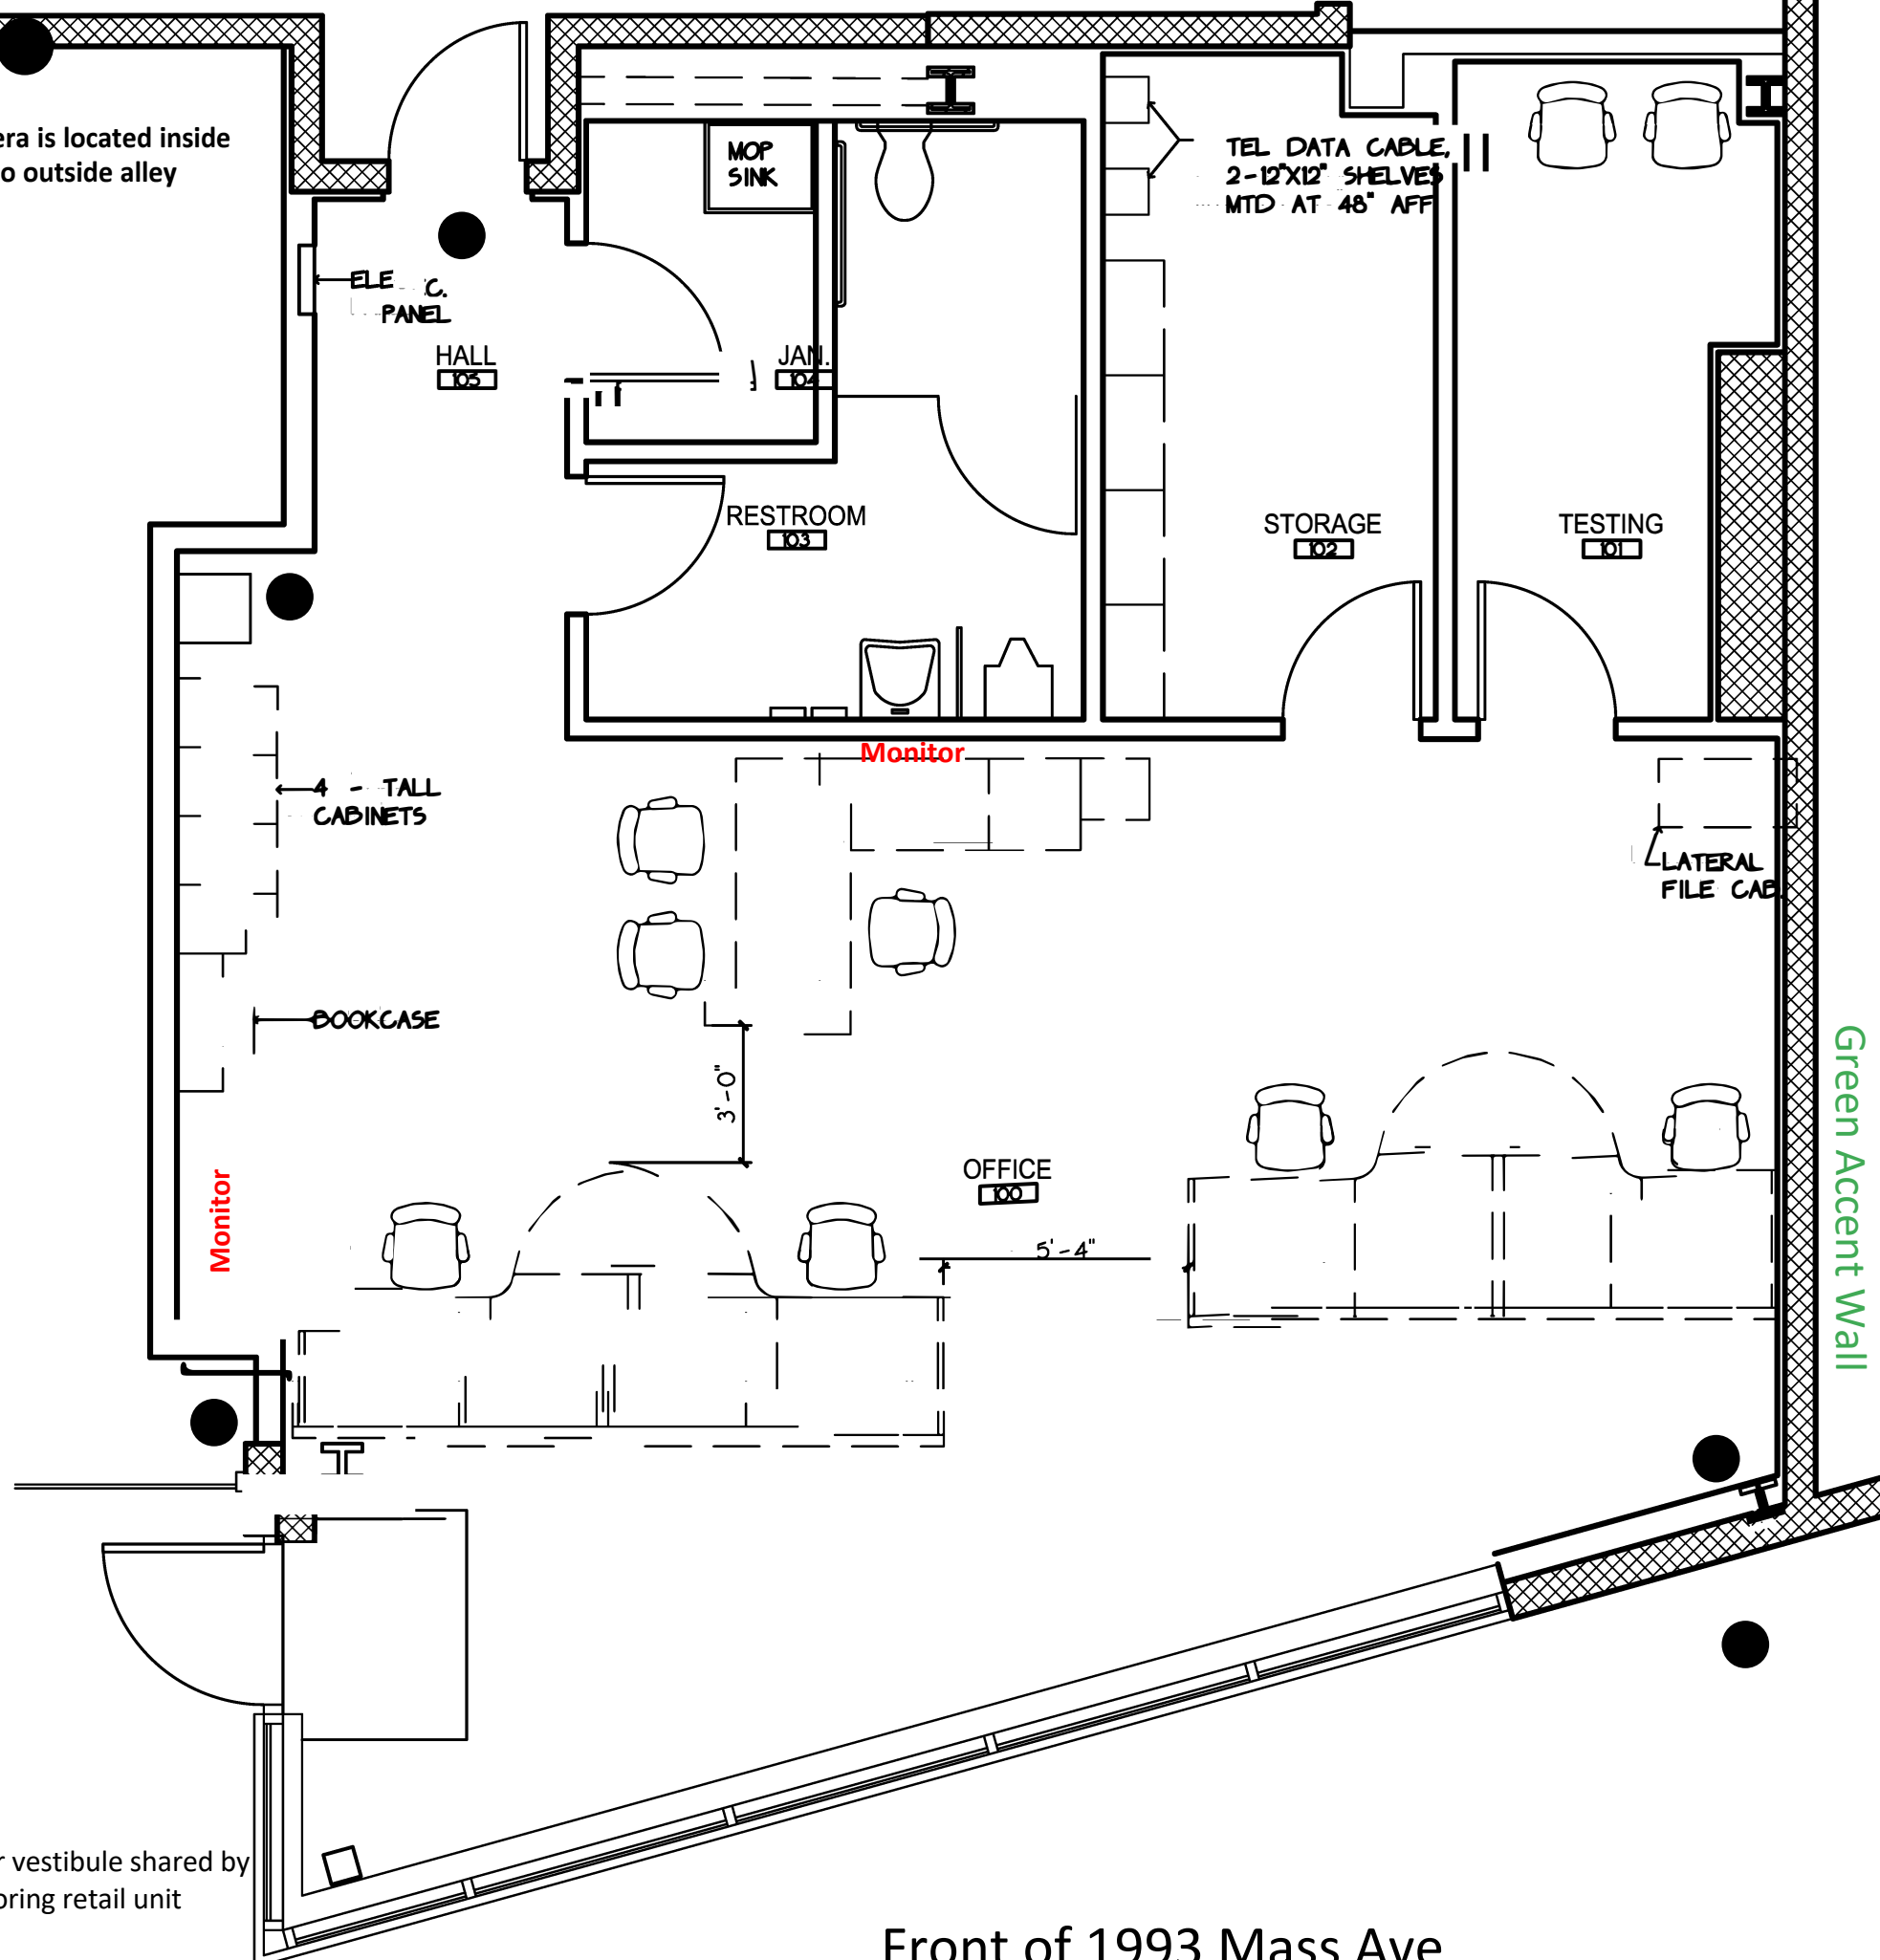 era is located inside
o outside alley
MOP
SINK
TEL DATA CABLE,
2-12"X12" SHELVES
MTD AT 48" AFF
ELE C.
PANEL
HALL
105
JAN.
104
RESTROOM
103
STORAGE
102
TESTING
101
Monitor
4 - TALL
CABINETS
LATERAL
FILE CAB.
BOOKCASE
3'-0"
Green Accent Wall
OFFICE
100
Monitor
5'-4"
r vestibule shared by
oring retail unit
Front of 1993 Mass Ave